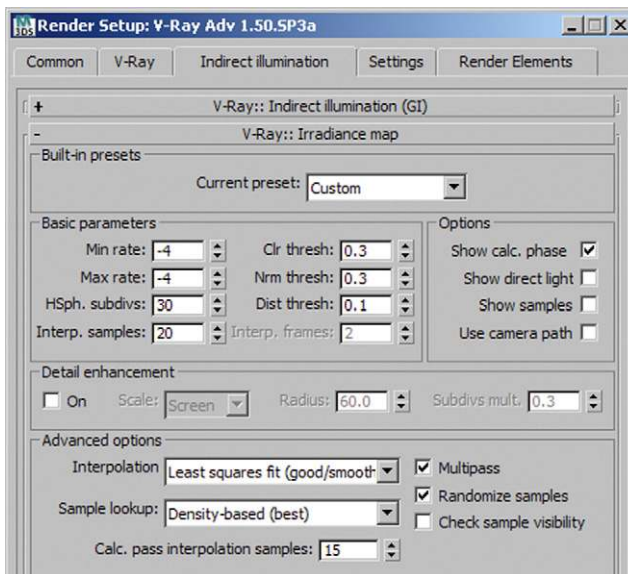 Render Setup: V-Ray Adv 1.50.SP3a
Common V-Ray Indirect illumination Settings Render Elements
+ V-Ray:: Indirect illumination (GI)
- V-Ray:: Irradiance map
Built-in presets
Current preset: Custom
Basic parameters Options
Min rate: -4 Clr thresh: 0.3 Show calc. phase
Max rate: -4 Nrm thresh: 0.3 Show direct light
HSph. subdivs: 30 Dist thresh: 0.1 Show samples
Interp. samples: 20 Interp. frames: 2 Use camera path
Detail enhancement
On Scale: Screen Radius: 60.0 Subdivs mult. 0.3
Advanced options
Interpolation Least squares fit (good/smooth Multipass
Randomize samples
Sample lookup: Density-based (best) Check sample visibility
Calc. pass interpolation samples: 15